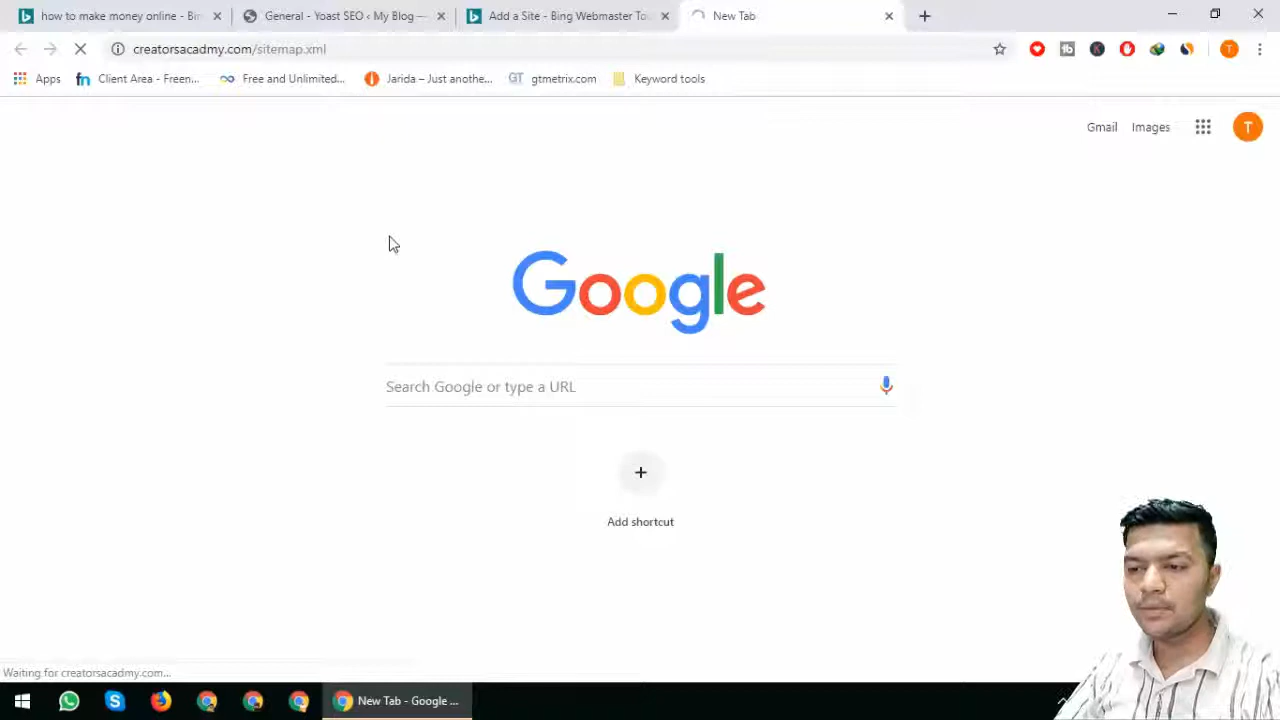 how to make money online - Bi
General - Yoast SEO ‹ My Blog —
Add a Site - Bing Webmaster Too
New Tab
creatorsacadmy.com/sitemap.xml
Apps
Client Area - Freen...
Free and Unlimited...
Jarida – Just anothe...
GT gtmetrix.com
Keyword tools
T
Gmail
Images
T
Google
Search Google or type a URL
Add shortcut
Waiting for creatorsacadmy.com...
New Tab - Google ...